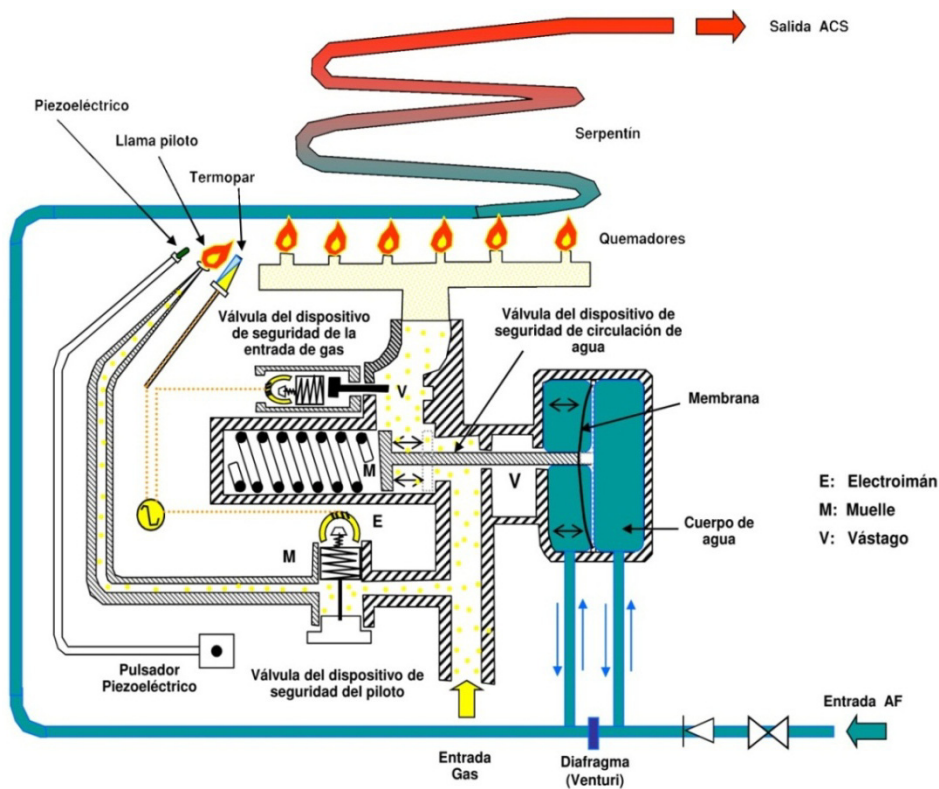 Salida ACS
Piezoeléctrico
Llama piloto
Serpentín
Termopar
Quemadores
Válvula del dispositivo
de seguridad de la
entrada de gas
Válvula del dispositivo de
seguridad de circulación de
agua
V
Membrana
M
V
E: Electroimán
M: Muelle
V: Vástago
E
Cuerpo de
agua
M
Pulsador
Piezoeléctrico
Válvula del dispositivo de
seguridad del piloto
Entrada AF
Entrada
Gas
Diafragma
(Venturi)